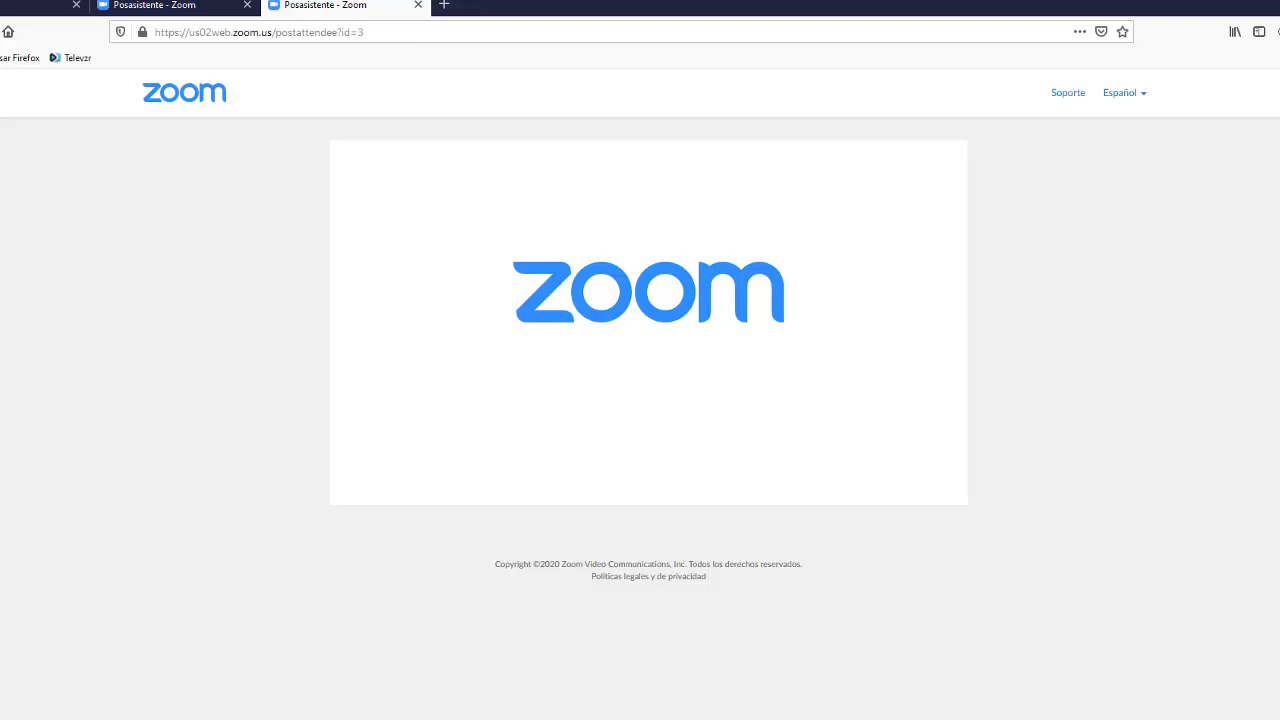 Posasistente - Zoom
Posasistente - Zoom
https://us02web.zoom.us/postattendee?id=3
sar Firefox
Televzr
zoom
Soporte
Español
zoom
Copyright ©2020 Zoom Video Communications, Inc. Todos los derechos reservados.
Políticas legales y de privacidad